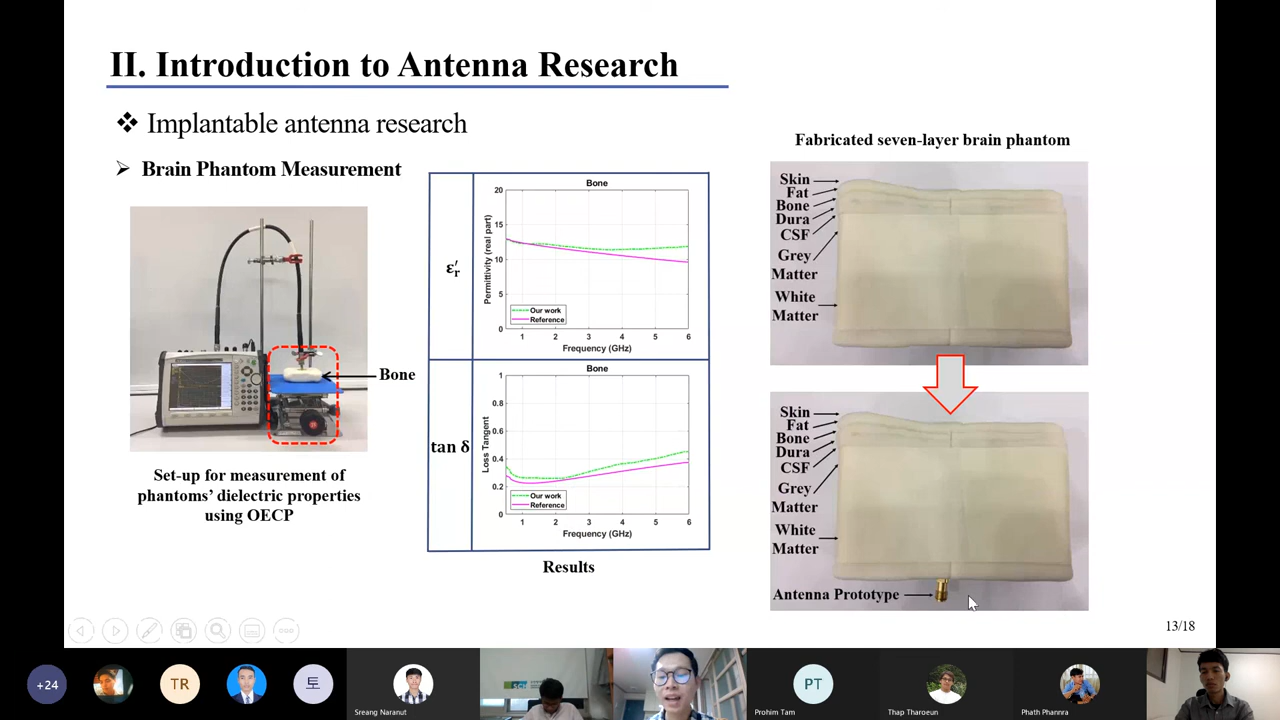 II. Introduction to Antenna Research
❖ Implantable antenna research
➢ Brain Phantom Measurement
Bone
Set-up for measurement of
phantoms' dielectric properties
using OECP
ε′r
Bone
Permittivity (real part)
20
15
10
5
0
Our work
Reference
1 2 3 4 5 6
Frequency (GHz)
tan δ
Bone
Loss Tangent
1
0.8
0.6
0.4
0.2
0
Our work
Reference
1 2 3 4 5 6
Frequency (GHz)
Results
Fabricated seven-layer brain phantom
Skin
Fat
Bone
Dura
CSF
Grey
Matter
White
Matter
Skin
Fat
Bone
Dura
CSF
Grey
Matter
White
Matter
Antenna Prototype
13/18
+24
TR
토
Sreang Naranut
PT
Prohim Tam
Thap Tharoeun
Phath Phannra